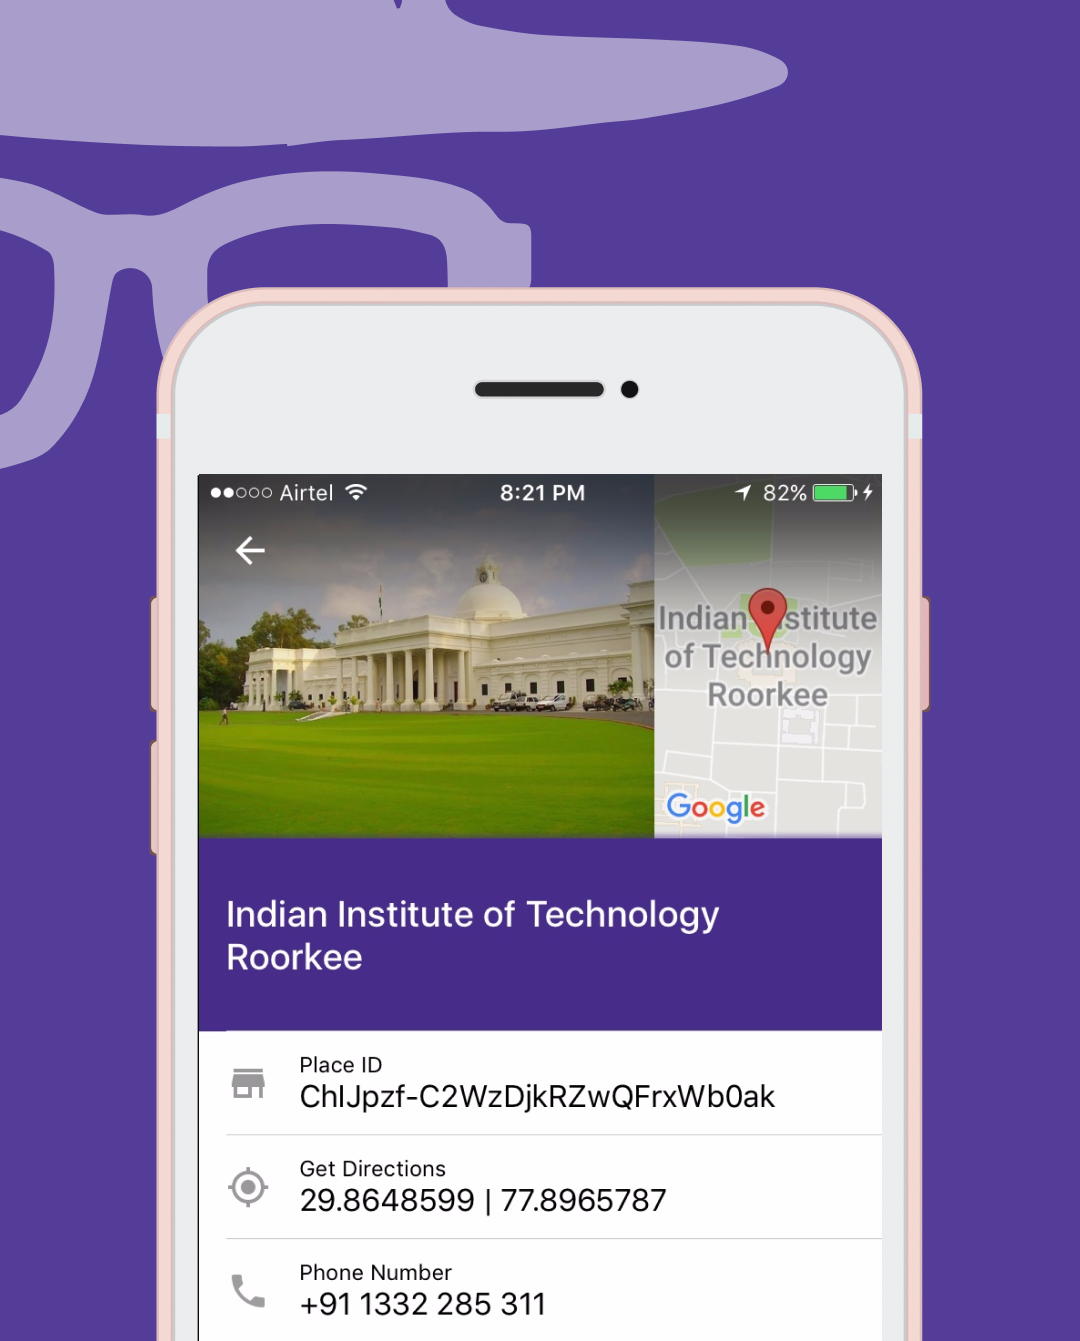 Airtel 8:21 PM 82%
Indian Institute
of Technology
Roorkee
Google
Indian Institute of Technology
Roorkee
Place ID
ChIJpzf-C2WzDjkRZwQFrxWb0ak
Get Directions
29.8648599 | 77.8965787
Phone Number
+91 1332 285 311